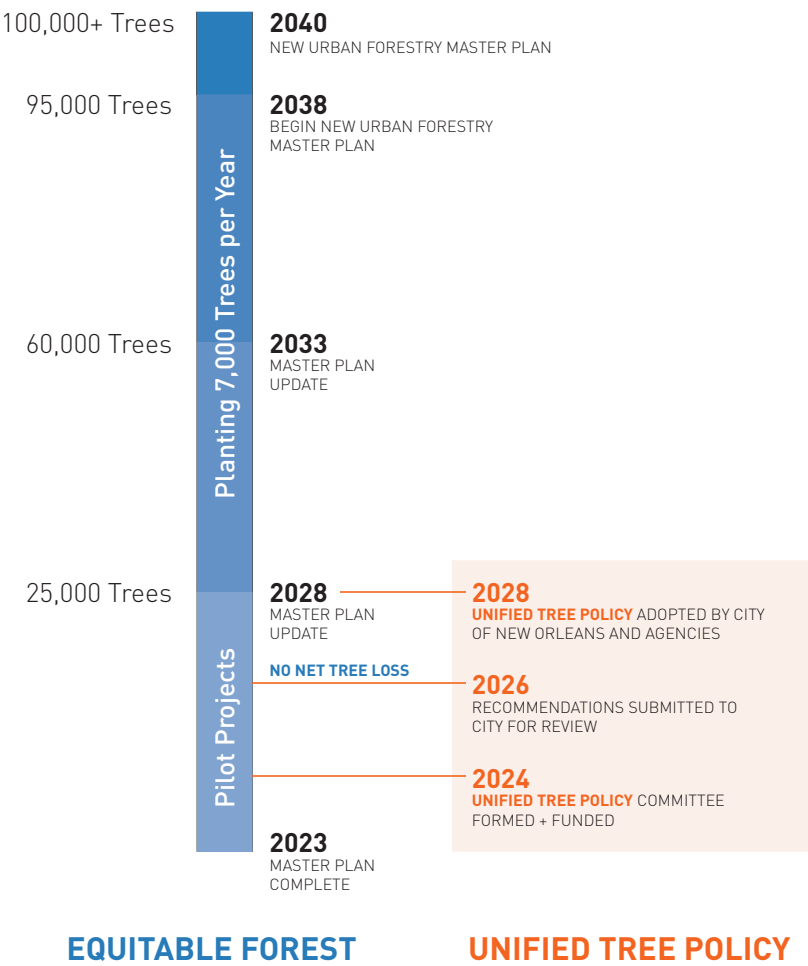 100,000+ Trees
2040
NEW URBAN FORESTRY MASTER PLAN
95,000 Trees
2038
BEGIN NEW URBAN FORESTRY
MASTER PLAN
Planting 7,000 Trees per Year
60,000 Trees
2033
MASTER PLAN
UPDATE
25,000 Trees
2028
MASTER PLAN
UPDATE
NO NET TREE LOSS
Pilot Projects
2023
MASTER PLAN
COMPLETE
2028
UNIFIED TREE POLICY ADOPTED BY CITY
OF NEW ORLEANS AND AGENCIES
2026
RECOMMENDATIONS SUBMITTED TO
CITY FOR REVIEW
2024
UNIFIED TREE POLICY COMMITTEE
FORMED + FUNDED
EQUITABLE FOREST
UNIFIED TREE POLICY